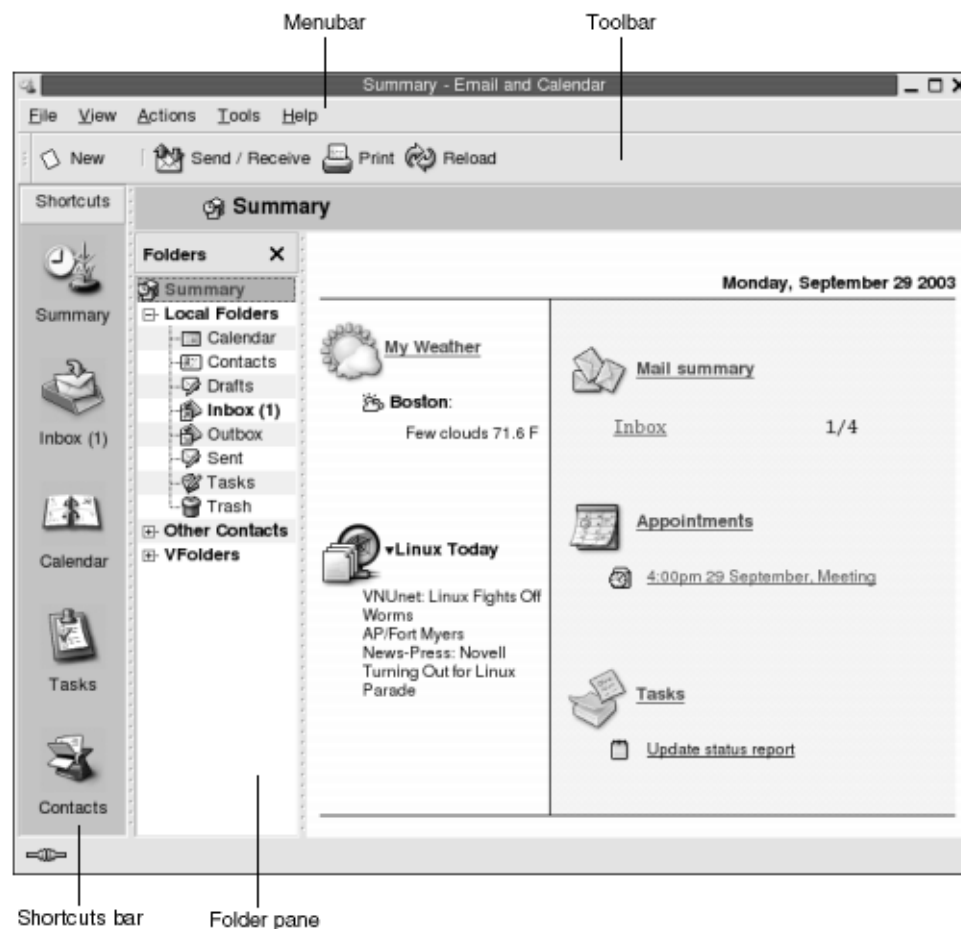 Menubar
Toolbar
Summary - Email and Calendar
File View Actions Tools Help
New Send / Receive Print Reload
Shortcuts
Summary
Inbox (1)
Calendar
Tasks
Contacts
Summary
Folders
Summary
Local Folders
Calendar
Contacts
Drafts
Inbox (1)
Outbox
Sent
Tasks
Trash
Other Contacts
VFolders
Monday, September 29 2003
My Weather
Boston:
Few clouds 71.6 F
Linux Today
VNUnet: Linux Fights Off
Worms
AP/Fort Myers
News-Press: Novell
Turning Out for Linux
Parade
Mail summary
Inbox 1/4
Appointments
4:00pm 29 September, Meeting
Tasks
Update status report
Shortcuts bar
Folder pane